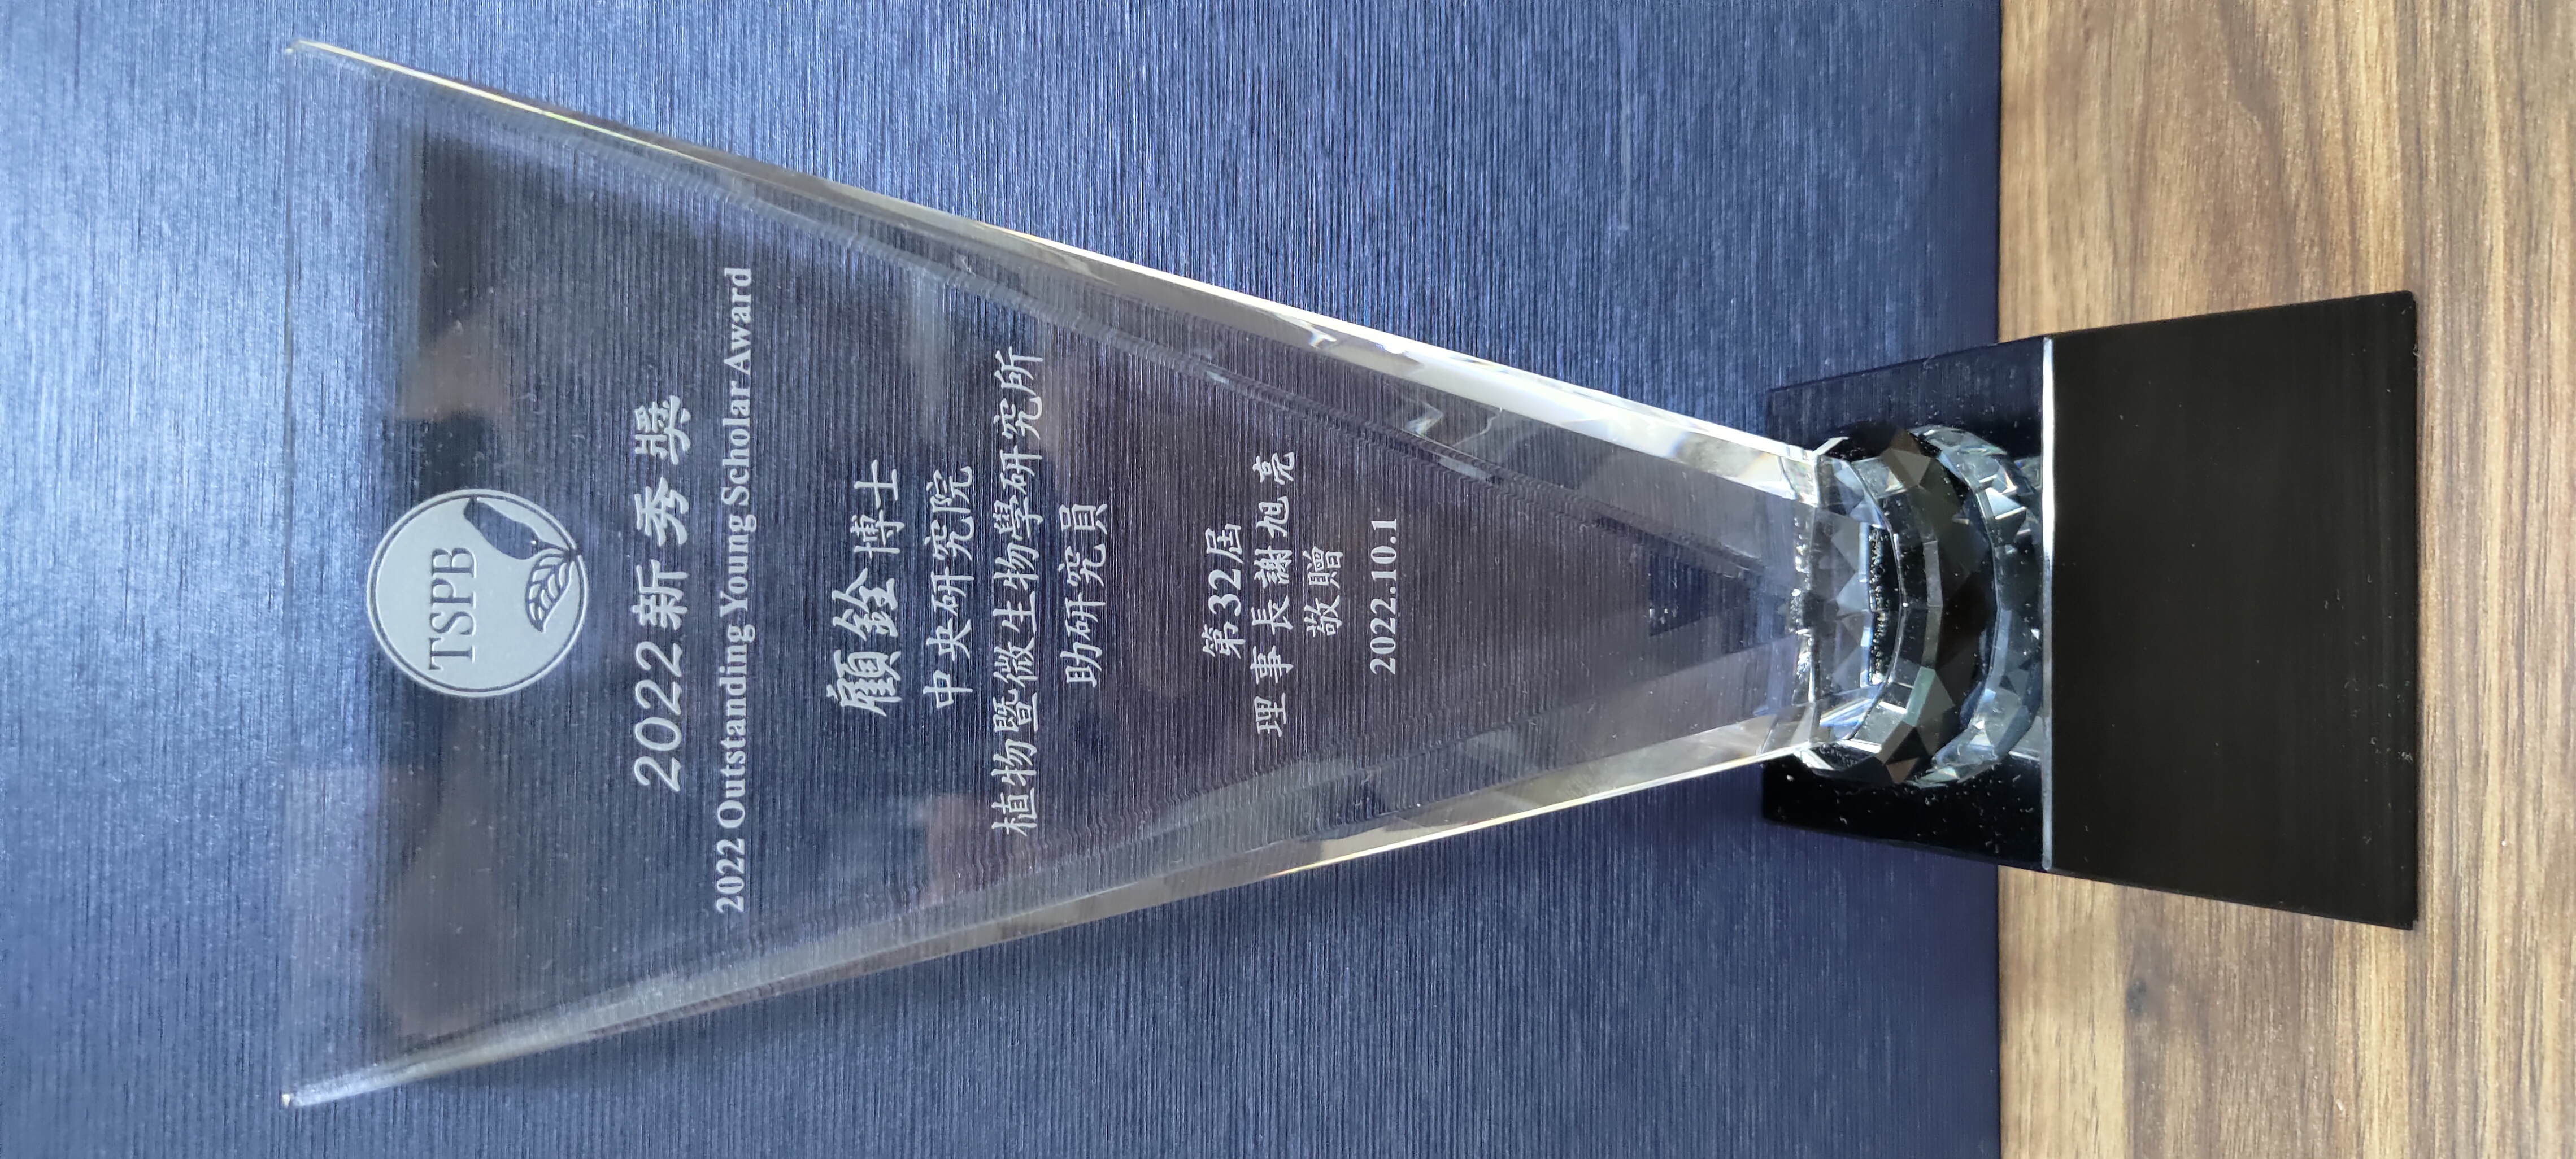 TSPB
2022新秀獎
2022 Outstanding Young Scholar Award
顧銓 博士
中央研究院
植物暨微生物學研究所
助研究員
第32屆
理事長謝旭亮
敬贈
2022.10.1